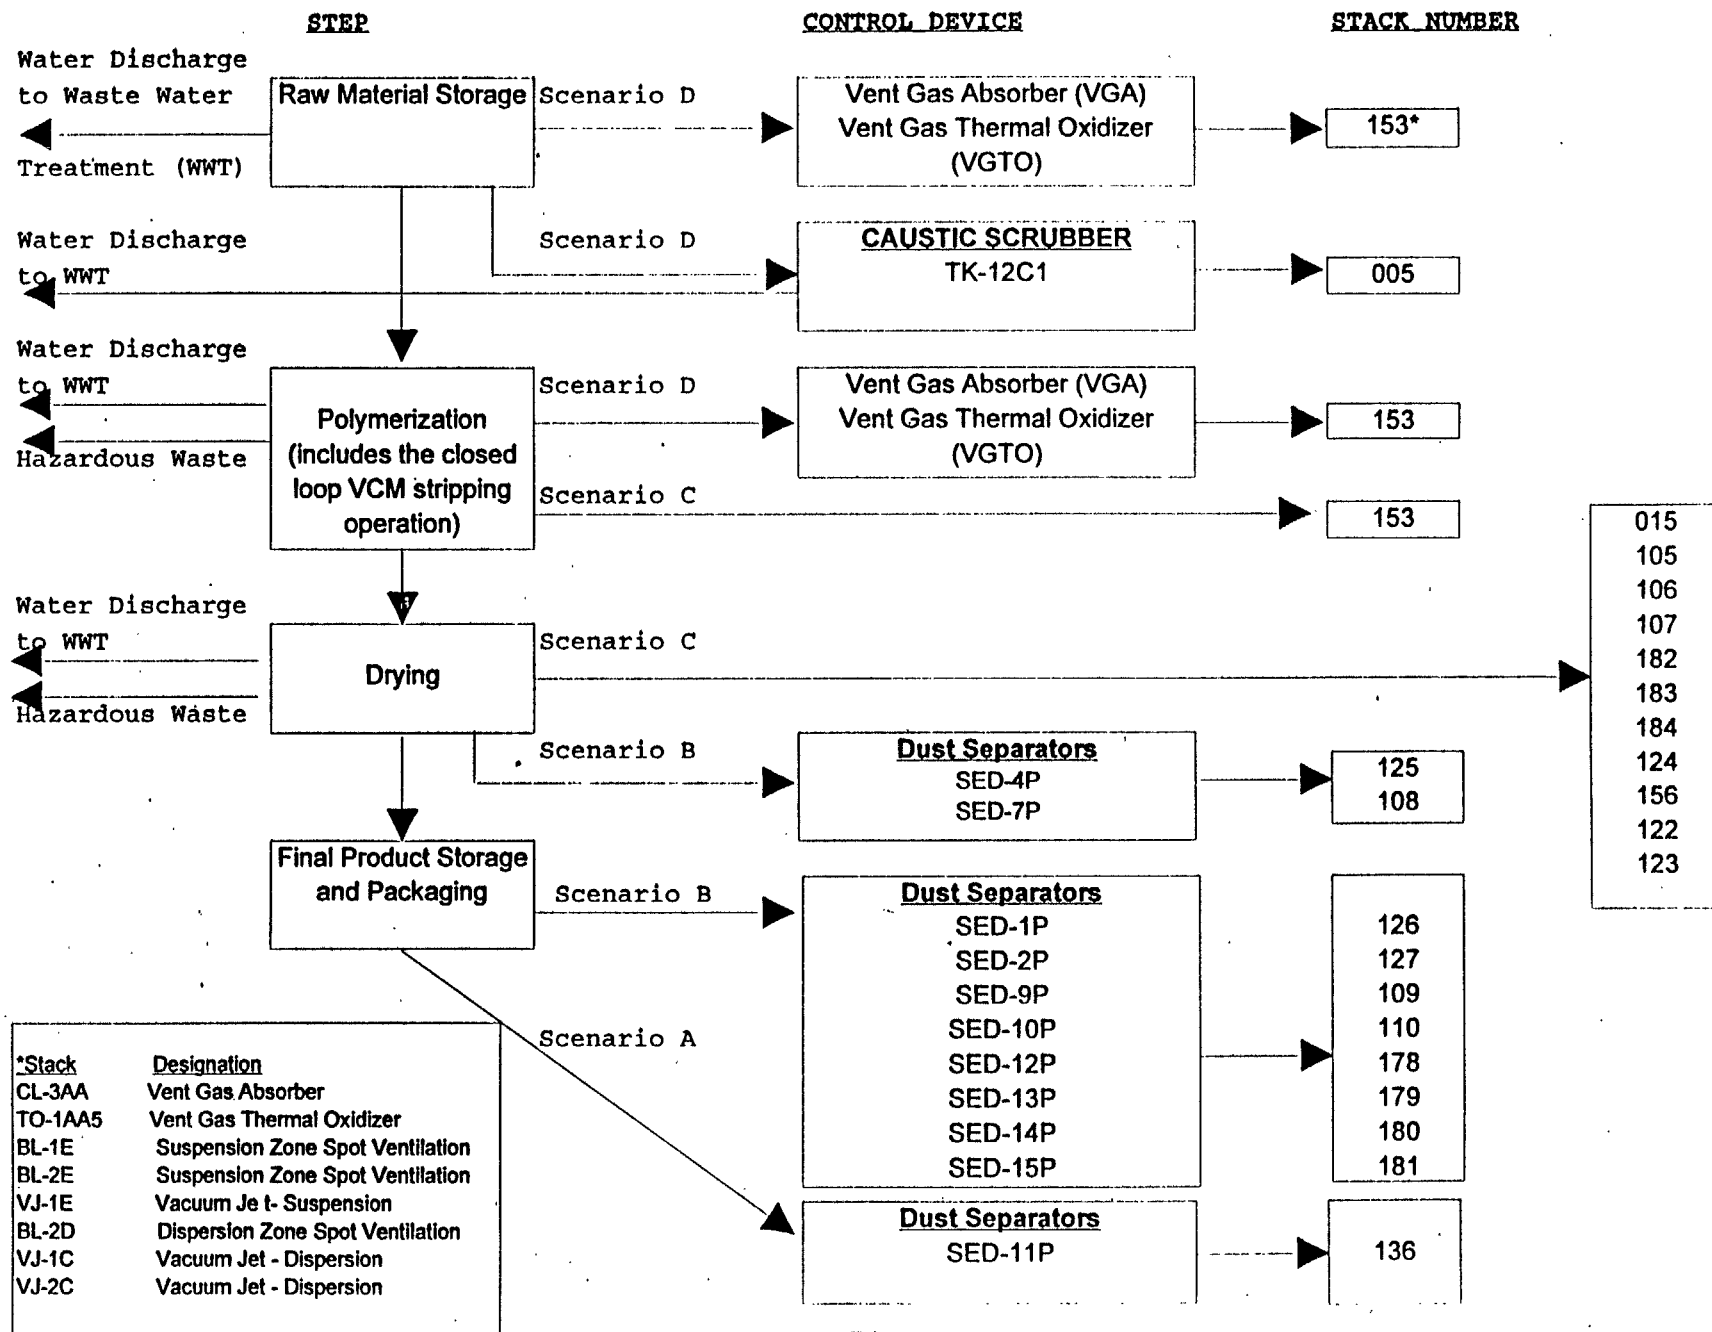 STEP
CONTROL DEVICE
STACK NUMBER
Water Discharge
to Waste Water
Treatment (WWT)
Raw Material Storage
Scenario D
Vent Gas Absorber (VGA)
Vent Gas Thermal Oxidizer
(VGTO)
153*
Water Discharge
to WWT
Scenario D
CAUSTIC SCRUBBER
TK-12C1
005
Water Discharge
to WWT
Hazardous Waste
Polymerization
(includes the closed
loop VCM stripping
operation)
Scenario D
Vent Gas Absorber (VGA)
Vent Gas Thermal Oxidizer
(VGTO)
153
Scenario C
153
Water Discharge
to WWT
Hazardous Waste
Drying
Scenario C
015
105
106
107
182
183
184
124
156
122
123
Scenario B
Dust Separators
SED-4P
SED-7P
125
108
Final Product Storage
and Packaging
Scenario B
Dust Separators
SED-1P
SED-2P
SED-9P
SED-10P
SED-12P
SED-13P
SED-14P
SED-15P
126
127
109
110
178
179
180
181
Scenario A
Dust Separators
SED-11P
136
*Stack Designation
CL-3AA Vent Gas Absorber
TO-1AA5 Vent Gas Thermal Oxidizer
BL-1E Suspension Zone Spot Ventilation
BL-2E Suspension Zone Spot Ventilation
VJ-1E Vacuum Je t- Suspension
BL-2D Dispersion Zone Spot Ventilation
VJ-1C Vacuum Jet - Dispersion
VJ-2C Vacuum Jet - Dispersion